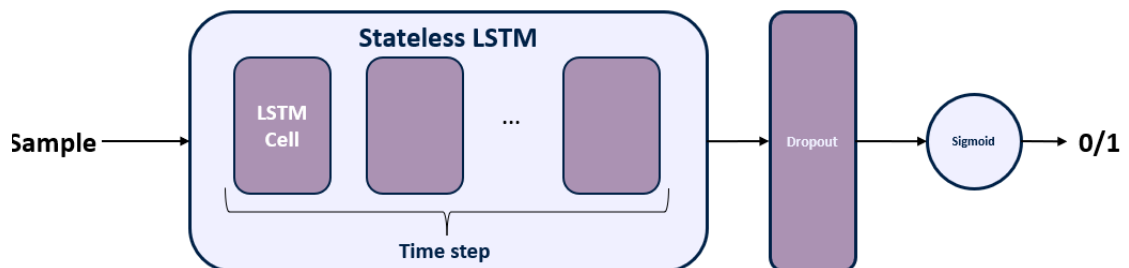 Stateless LSTM
LSTM
Cell
...
Sample
Dropout
Sigmoid
0/1
Time step